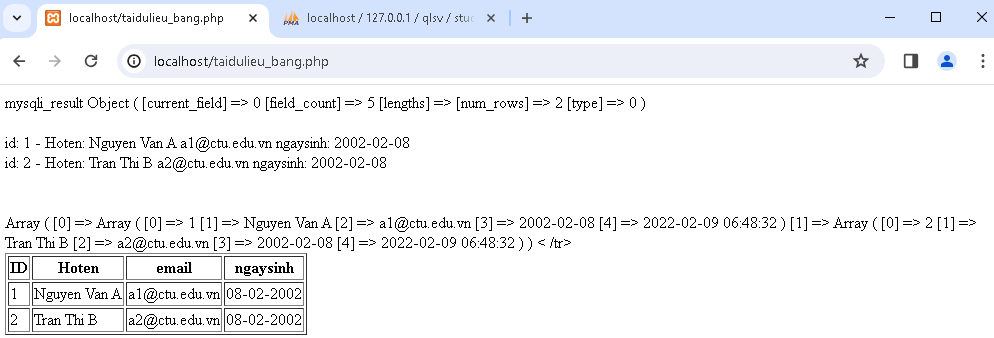 localhost/taidulieu_bang.php
localhost / 127.0.0.1 / qlsv / stud
localhost/taidulieu_bang.php
mysqli_result Object ( [current_field] => 0 [field_count] => 5 [lengths] => [num_rows] => 2 [type] => 0 )
id: 1 - Hoten: Nguyen Van A a1@ctu.edu.vn ngaysinh: 2002-02-08
id: 2 - Hoten: Tran Thi B a2@ctu.edu.vn ngaysinh: 2002-02-08
Array ( [0] => Array ( [0] => 1 [1] => Nguyen Van A [2] => a1@ctu.edu.vn [3] => 2002-02-08 [4] => 2022-02-09 06:48:32 ) [1] => Array ( [0] => 2 [1] =>
Tran Thi B [2] => a2@ctu.edu.vn [3] => 2002-02-08 [4] => 2022-02-09 06:48:32 ) ) < /tr>
ID Hoten email ngaysinh
1 Nguyen Van A a1@ctu.edu.vn 08-02-2002
2 Tran Thi B a2@ctu.edu.vn 08-02-2002